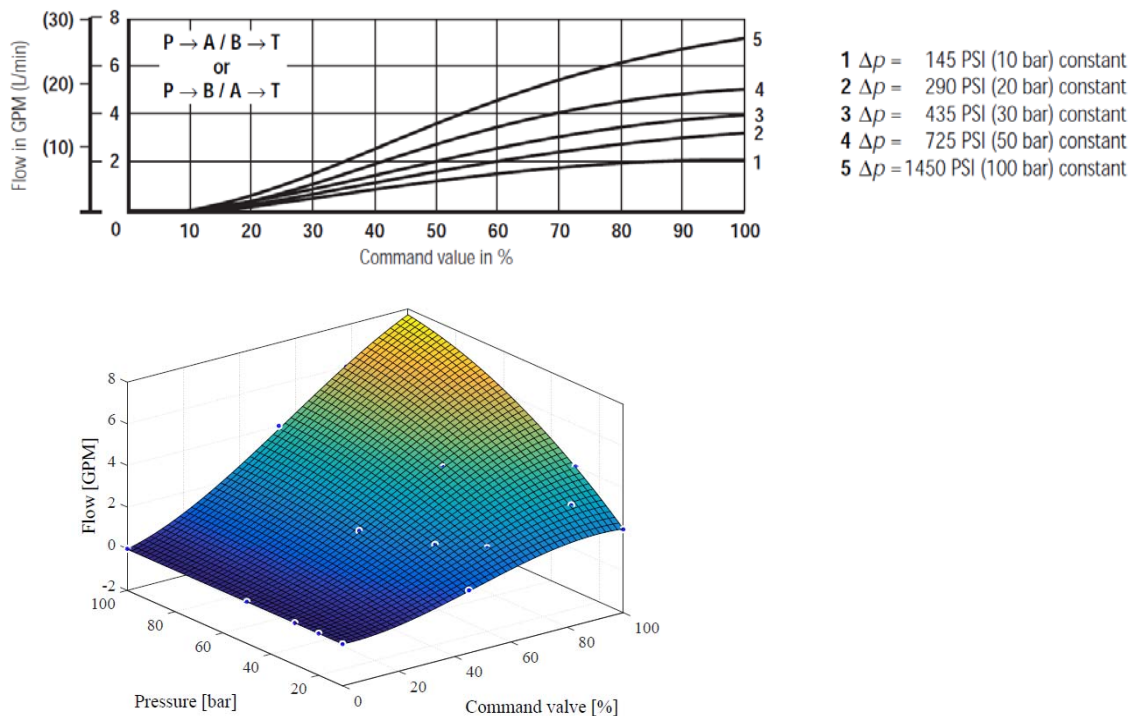 (30)
8
P → A / B → T
or
P → B / A → T
6
(20)
4
(10)
2
0
Flow in GPM (L/min)
10 20 30 40 50 60 70 80 90 100
Command value in %
5
4
3
2
1
1 Δp = 145 PSI (10 bar) constant
2 Δp = 290 PSI (20 bar) constant
3 Δp = 435 PSI (30 bar) constant
4 Δp = 725 PSI (50 bar) constant
5 Δp = 1450 PSI (100 bar) constant
8
6
4
2
0
-2
Flow [GPM]
100
80
60
40
20
Pressure [bar]
0
20
40
60
80
100
Command valve [%]